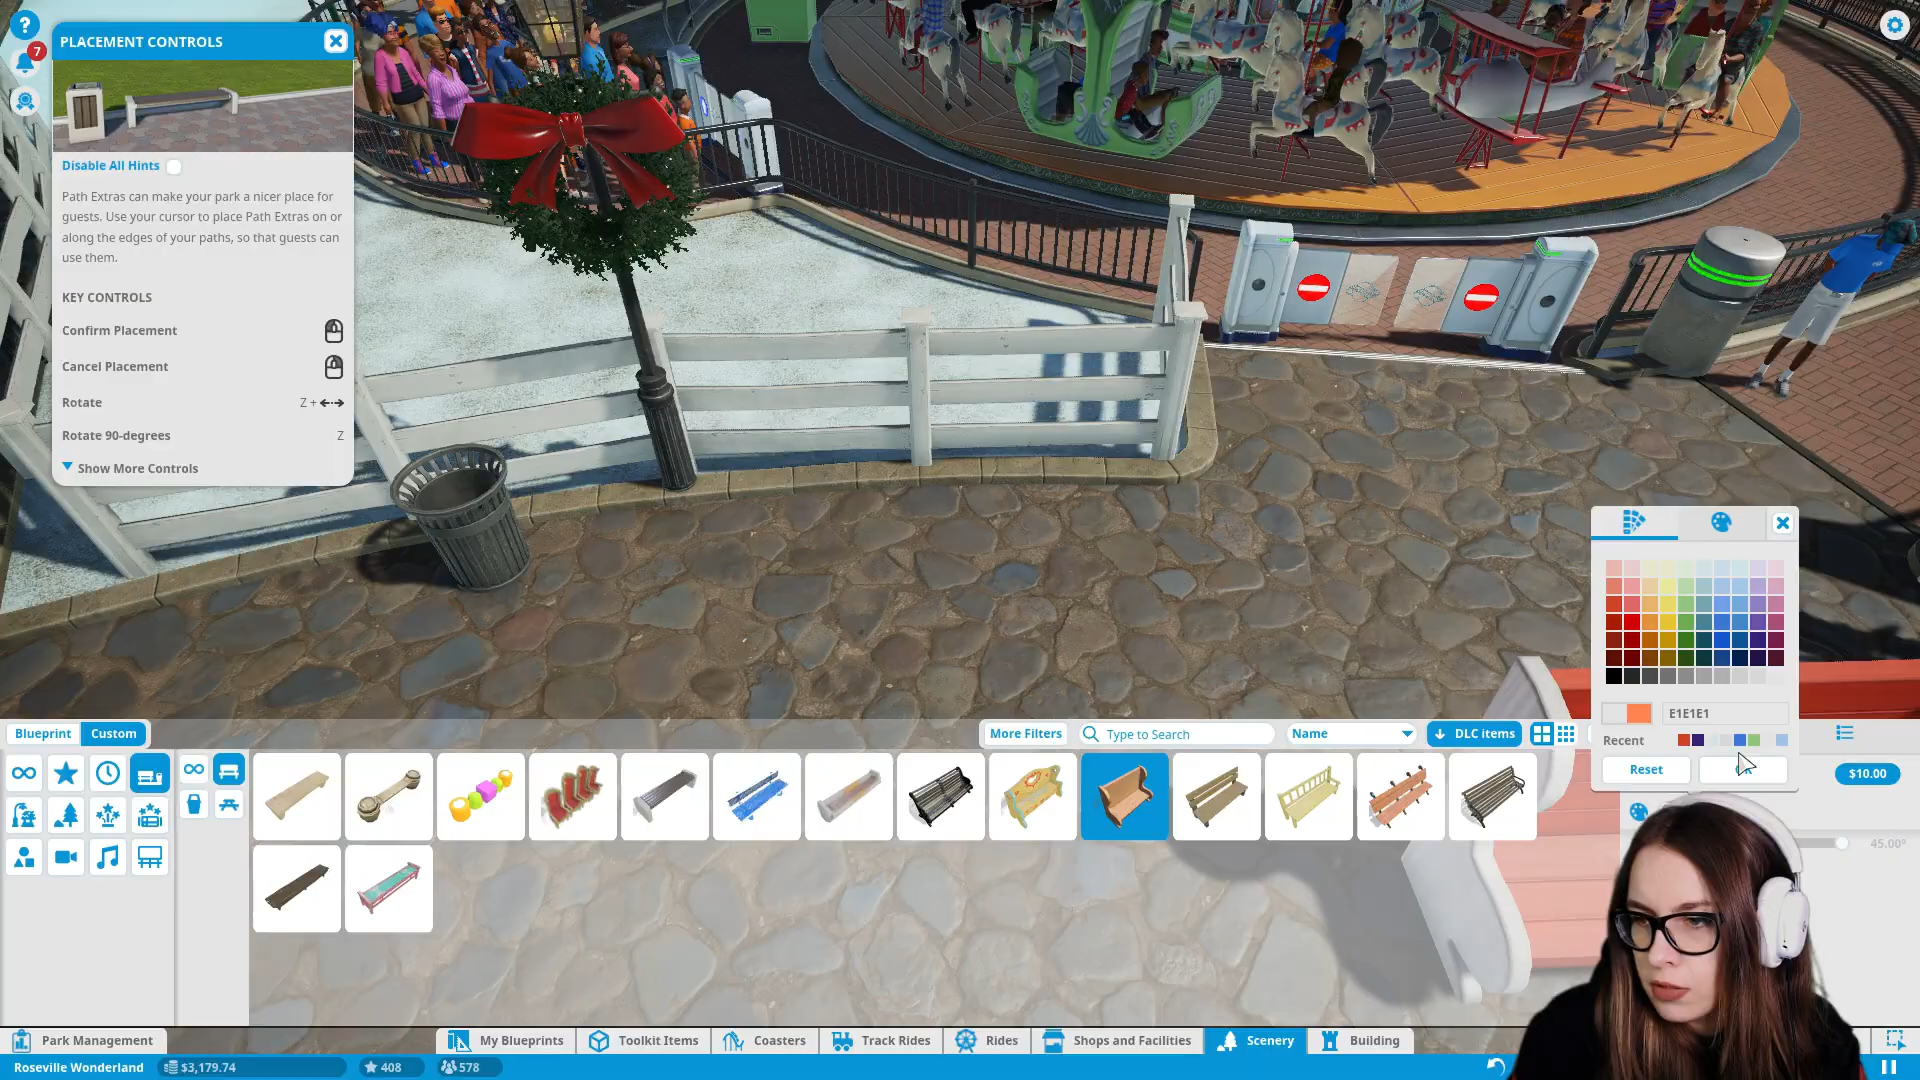 ?
7
PLACEMENT CONTROLS
Disable All Hints
Path Extras can make your park a nicer place for
guests. Use your cursor to place Path Extras on or
along the edges of your paths, so that guests can
use them.
KEY CONTROLS
Confirm Placement
Cancel Placement
Rotate Z +
Rotate 90-degrees Z
Show More Controls
E1E1E1
Recent
Reset
Blueprint Custom
More Filters Type to Search Name DLC items
$10.00
45.00°
Park Management My Blueprints Toolkit Items Coasters Track Rides Rides Shops and Facilities Scenery Building
Roseville Wonderland $3,179.74 408 578